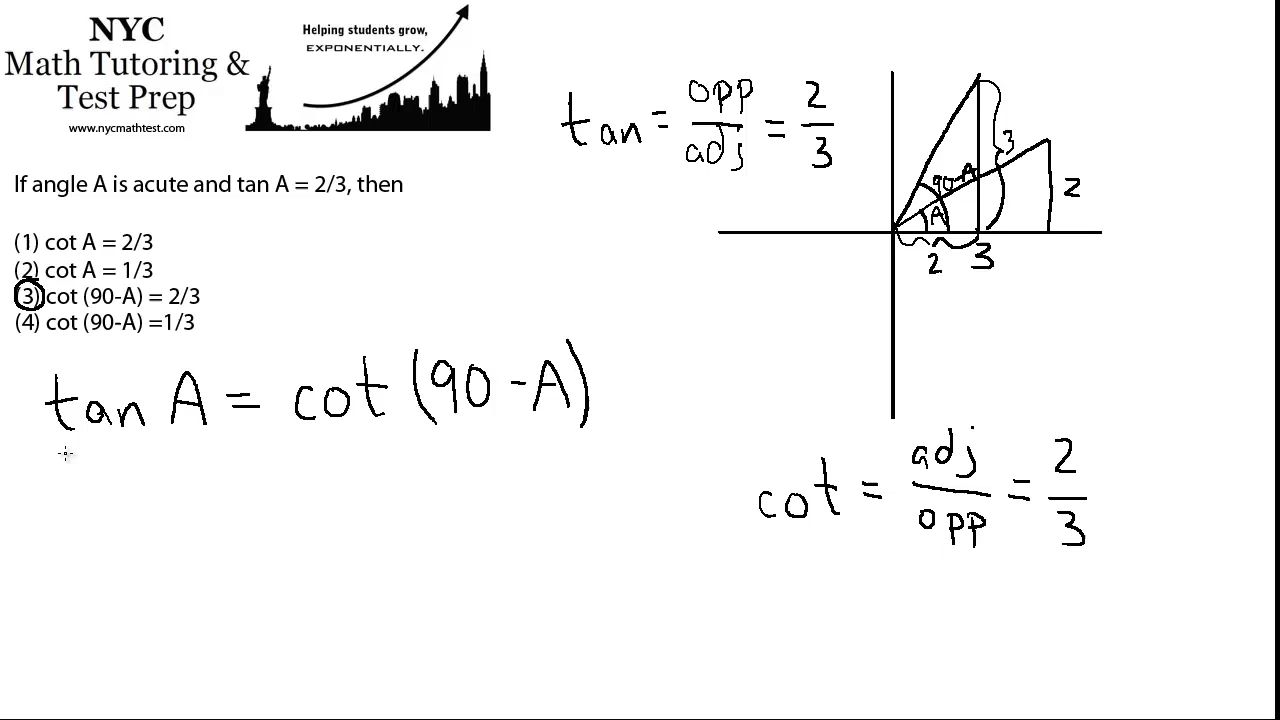 NYC
Math Tutoring &
Test Prep
www.nycmathtest.com
Helping students grow,
EXPONENTIALLY.
If angle A is acute and tan A = 2/3, then
(1) cot A = 2/3
(2) cot A = 1/3
(3) cot (90-A) = 2/3
(4) cot (90-A) =1/3
tan A = cot (90 - A)
tan = opp/adj = 2/3
90-A
A
3
2
2
3
cot = adj/opp = 2/3